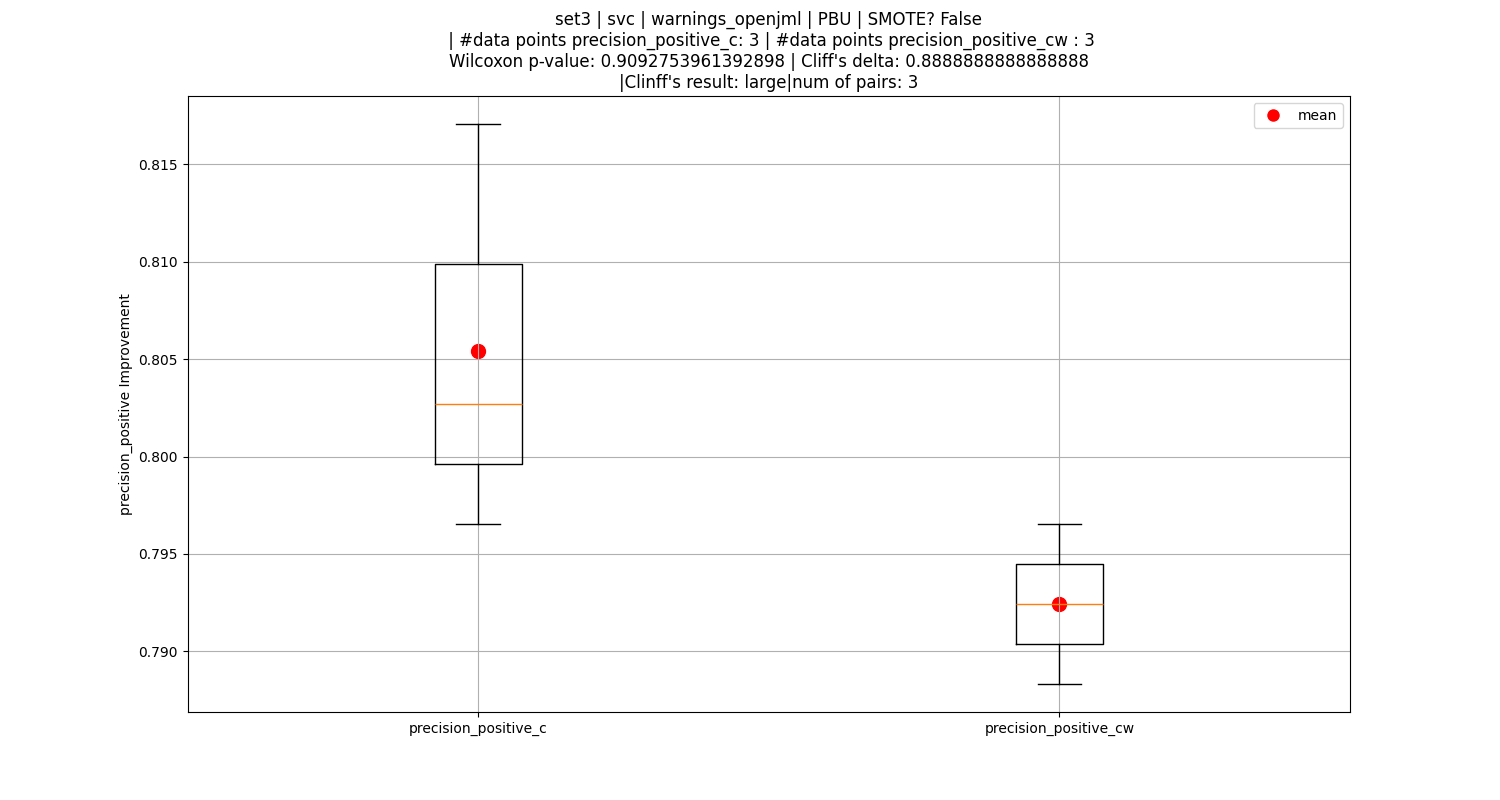 set3 | svc | warnings_openjml | PBU | SMOTE? False
| #data points precision_positive_c: 3 | #data points precision_positive_cw : 3
Wilcoxon p-value: 0.9092753961392898 | Cliff's delta: 0.8888888888888888
|Clinff's result: large|num of pairs: 3
mean
0.815
0.810
0.805
0.800
0.795
0.790
precision_positive Improvement
precision_positive_c
precision_positive_cw